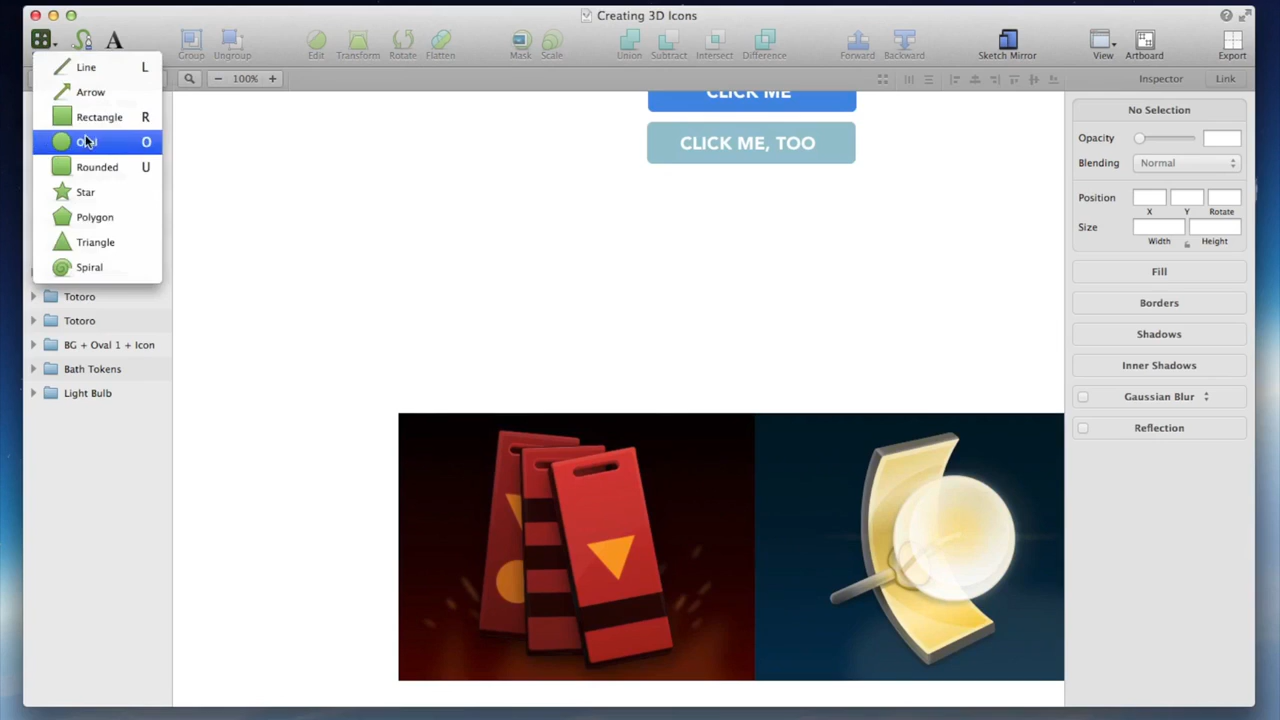 Creating 3D Icons
Group Ungroup Edit Transform Rotate Flatten Mask Scale Union Subtract Intersect Difference Forward Backward Sketch Mirror View Artboard Export
100%
Inspector Link
Line L
Arrow
Rectangle R
Oval O
Rounded U
Star
Polygon
Triangle
Spiral
Totoro
Totoro
BG + Oval 1 + Icon
Bath Tokens
Light Bulb
CLICK ME
CLICK ME, TOO
No Selection
Opacity
Blending Normal
Position
X Y Rotate
Size
Width Height
Fill
Borders
Shadows
Inner Shadows
Gaussian Blur
Reflection